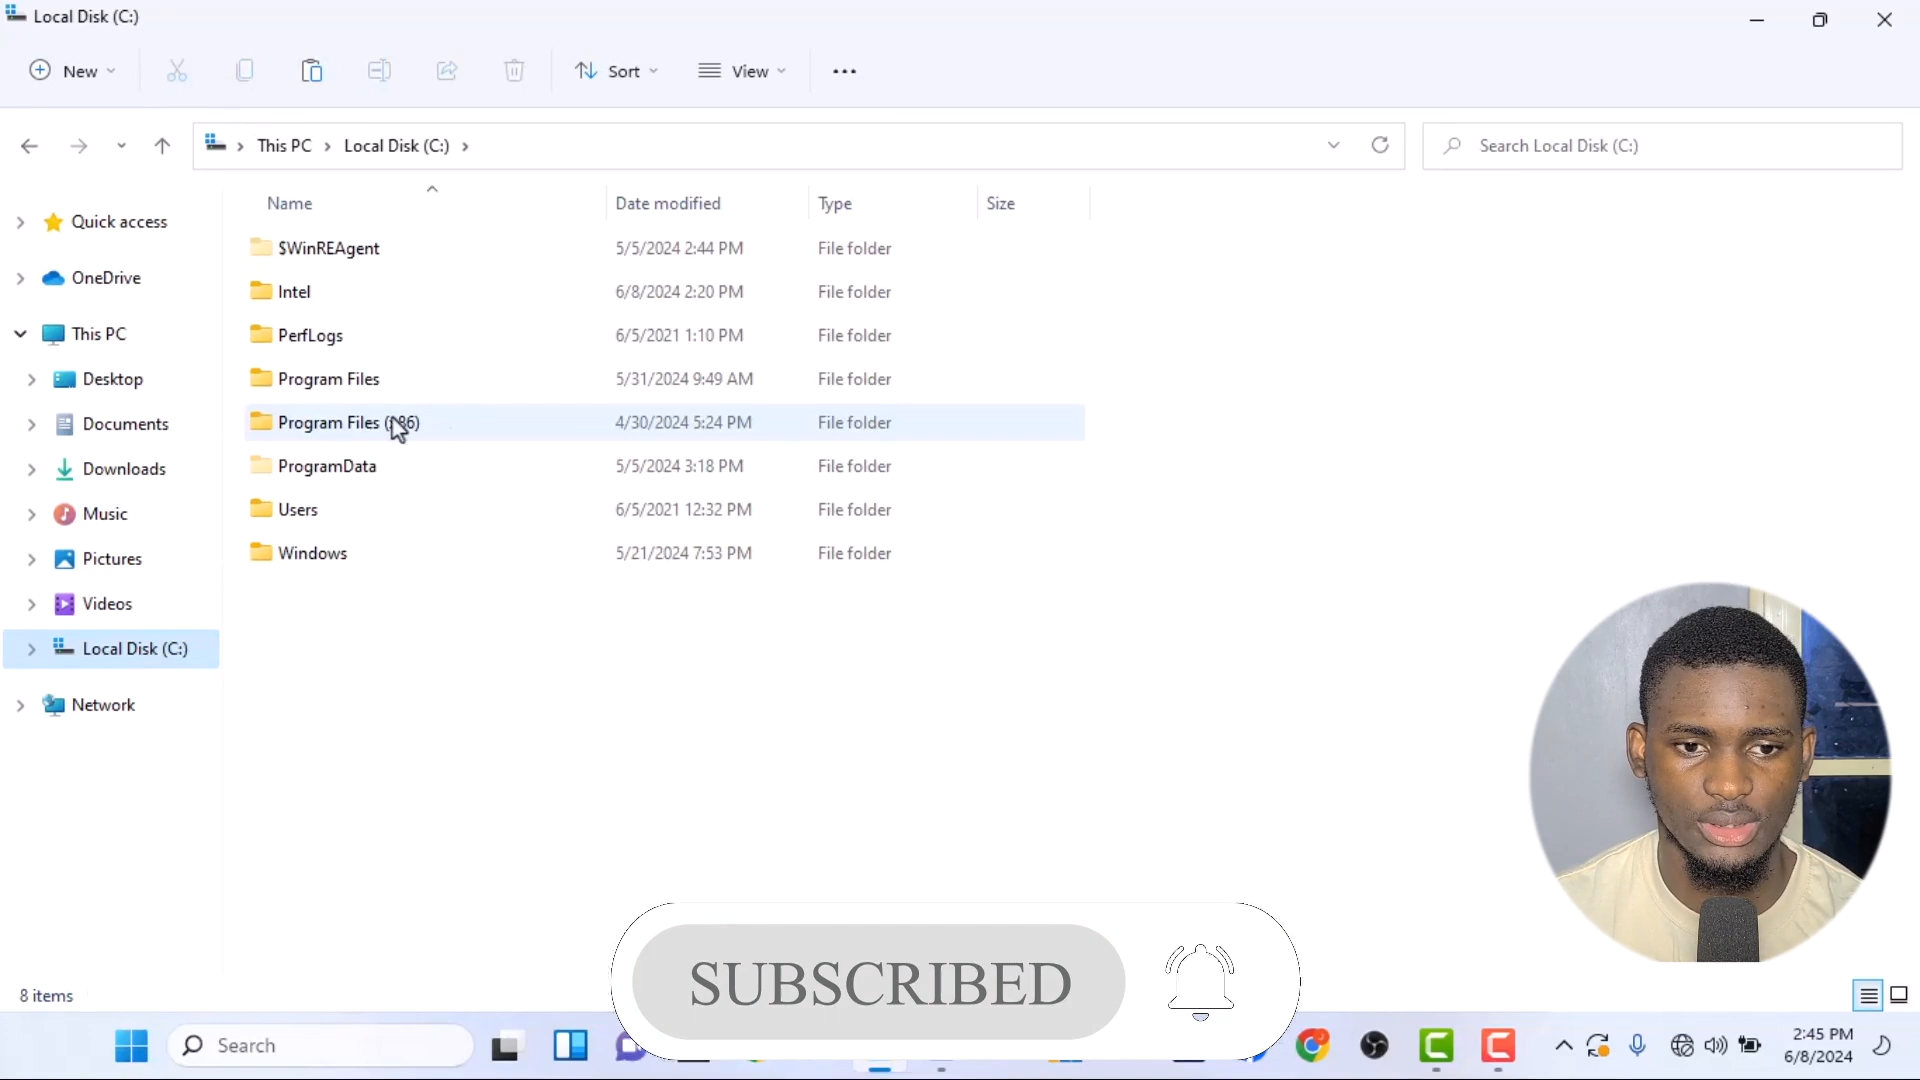 Local Disk (C:)
New
Sort
View
This PC
Local Disk (C:)
Search Local Disk (C:)
Name
Date modified
Type
Size
Quick access
OneDrive
This PC
Desktop
Documents
Downloads
Music
Pictures
Videos
Local Disk (C:)
Network
$WinREAgent 5/5/2024 2:44 PM File folder
Intel 6/8/2024 2:20 PM File folder
PerfLogs 6/5/2021 1:10 PM File folder
Program Files 5/31/2024 9:49 AM File folder
Program Files (x86) 4/30/2024 5:24 PM File folder
ProgramData 5/5/2024 3:18 PM File folder
Users 6/5/2021 12:32 PM File folder
Windows 5/21/2024 7:53 PM File folder
SUBSCRIBED
8 items
Search
2:45 PM
6/8/2024